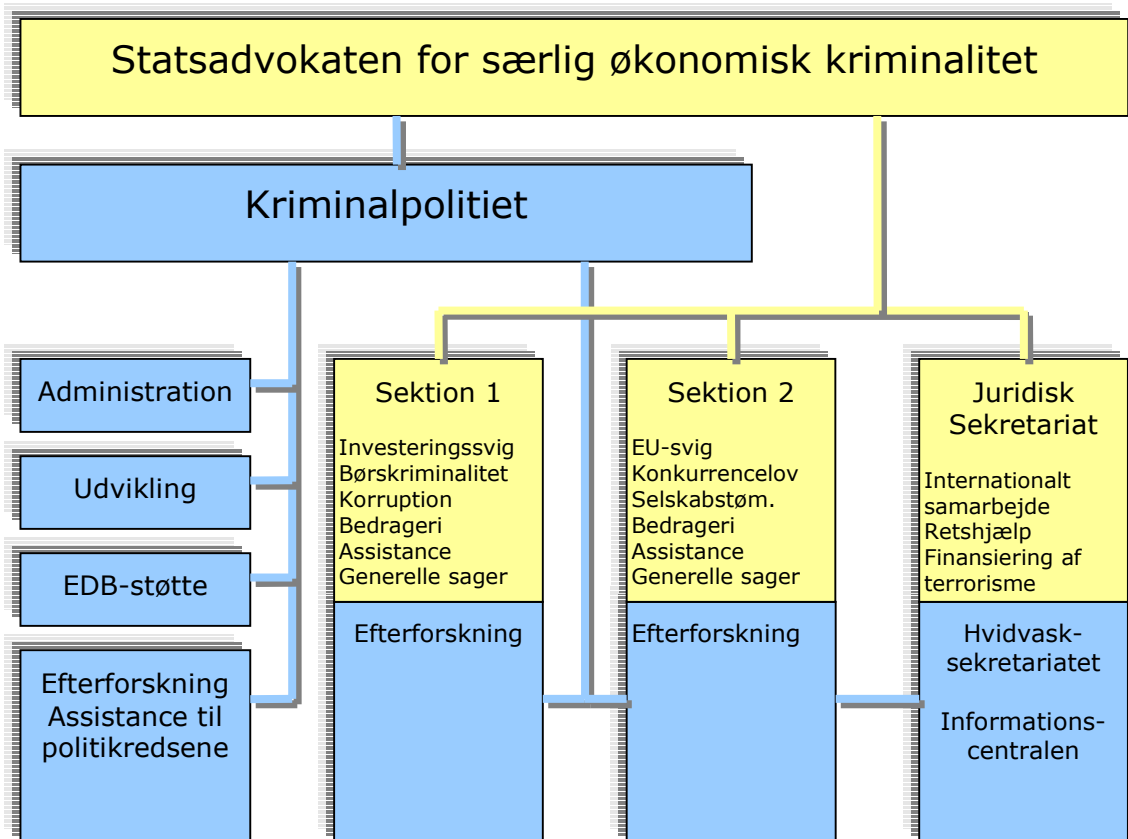 Statsadvokaten for særlig økonomisk kriminalitet
Kriminalpolitiet
Administration
Udvikling
EDB-støtte
Efterforskning
Assistance til
politikredsene
Sektion 1
Investeringssvig
Børskriminalitet
Korruption
Bedrageri
Assistance
Generelle sager
Efterforskning
Sektion 2
EU-svig
Konkurrencelov
Selskabstøm.
Bedrageri
Assistance
Generelle sager
Efterforskning
Juridisk
Sekretariat
Internationalt
samarbejde
Retshjælp
Finansiering af
terrorisme
Hvidvask-
sekretariatet
Informations-
centralen